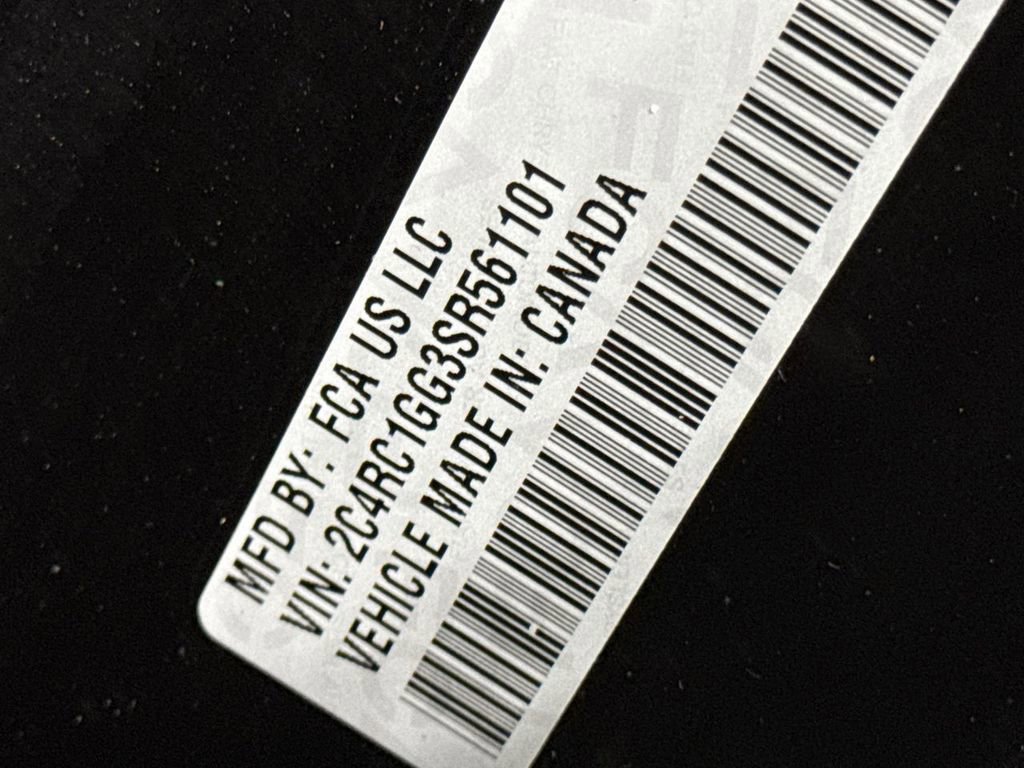 MFD BY: FCA US LLC
VIN: 2C4RC1GG3SR561101
VEHICLE MADE IN: CANADA